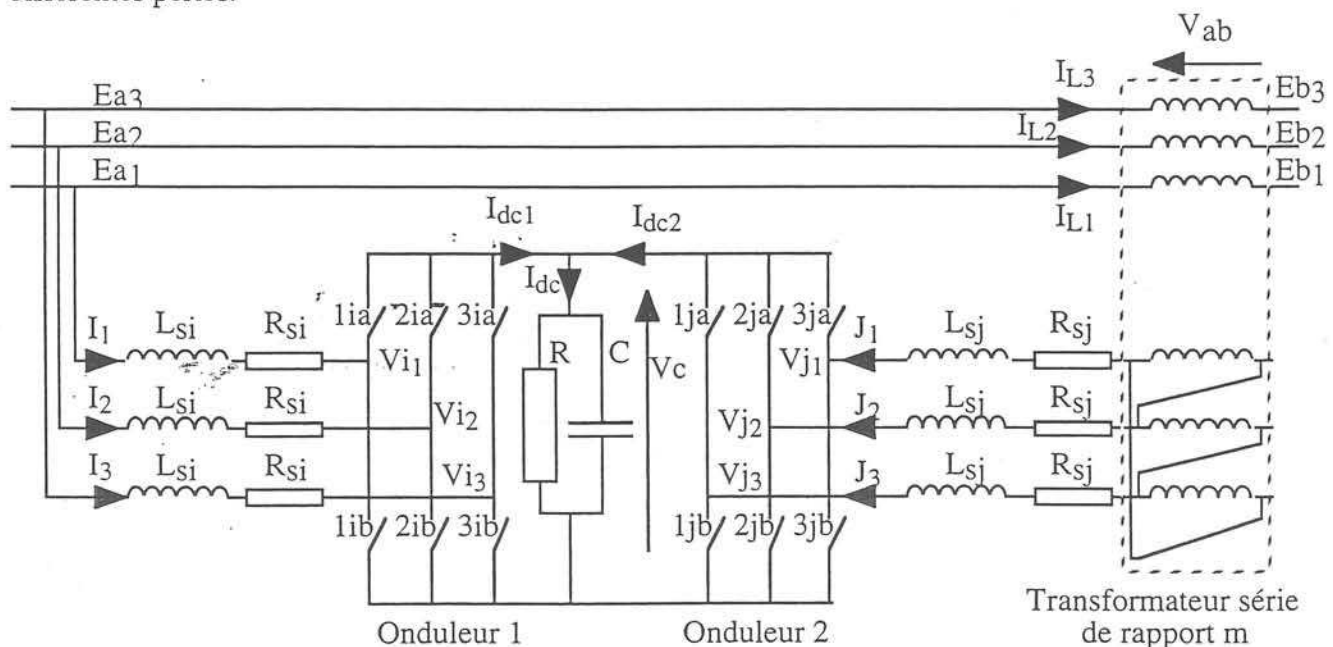 Vab
IL3
Ea3
Eb3
IL2
Ea2
Eb2
Ea1
Eb1
IL1
Idc1
Idc2
Idc
1ia 2ia 3ia
1ja 2ja 3ja
I1 Lsi Rsi
Vi1
R C Vc
Vj1
J1 Lsj Rsj
I2 Lsi Rsi
Vi2
Vj2
J2 Lsj Rsj
I3 Lsi Rsi
Vi3
Vj3
J3 Lsj Rsj
1ib 2ib 3ib
1jb 2jb 3jb
Onduleur 1
Onduleur 2
Transformateur série
de rapport m